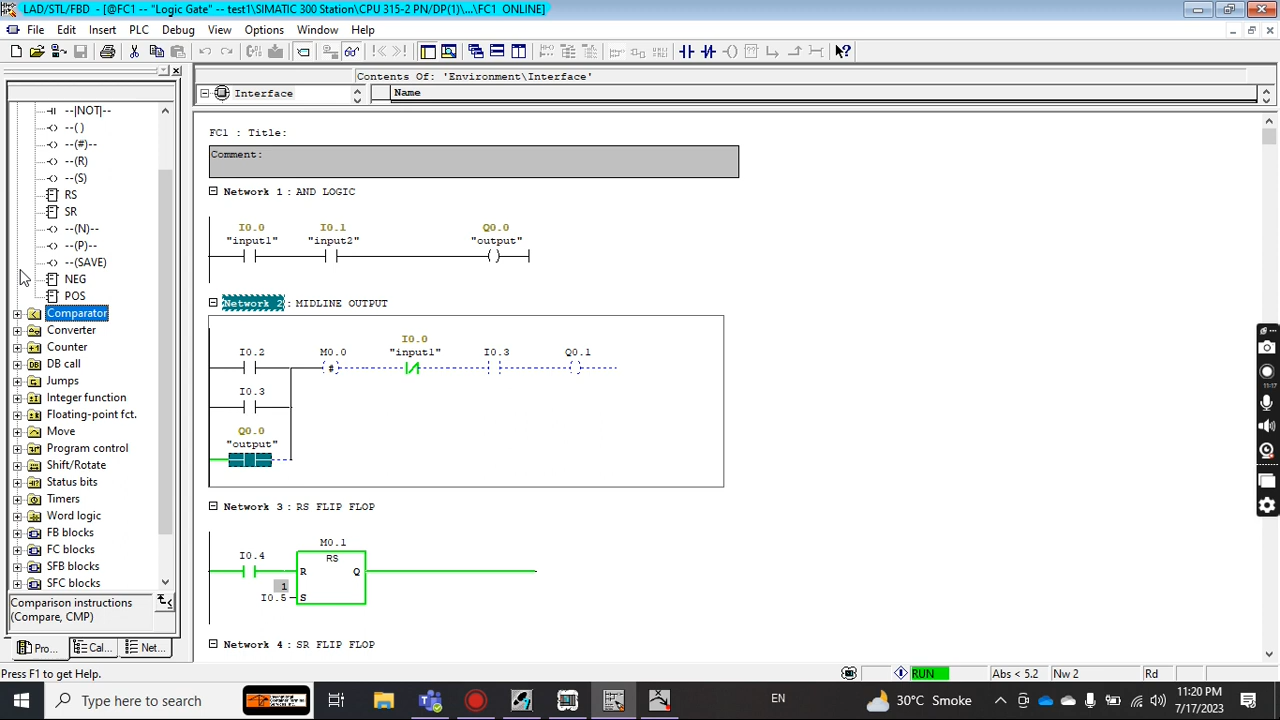 LAD/STL/FBD - [@FC1 -- "Logic Gate" -- test1\SIMATIC 300 Station\CPU 315-2 PN/DP(1)\...\FC1 ONLINE]
File Edit Insert PLC Debug View Options Window Help
Contents Of: 'Environment\Interface'
Interface
Name
--|NOT|--
--( )
--(#)--
--(R)
--(S)
RS
SR
--(N)--
--(P)--
--(SAVE)
NEG
POS
Comparator
Converter
Counter
DB call
Jumps
Integer function
Floating-point fct.
Move
Program control
Shift/Rotate
Status bits
Timers
Word logic
FB blocks
FC blocks
SFB blocks
SFC blocks
Comparison instructions
(Compare, CMP)
Pro... Cal... Net...
FC1 : Title:
Comment:
Network 1 : AND LOGIC
I0.0 I0.1 Q0.0
"input1" "input2" "output"
Network 2 : MIDLINE OUTPUT
I0.0
I0.2 M0.0 "input1" I0.3 Q0.1
#
I0.3
Q0.0
"output"
Network 3 : RS FLIP FLOP
M0.1
I0.4 RS
R Q
1
I0.5 S
Network 4 : SR FLIP FLOP
11:17
Press F1 to get Help.
RUN Abs < 5.2 Nw 2 Rd
Type here to search
EN
30°C Smoke
11:20 PM
7/17/2023